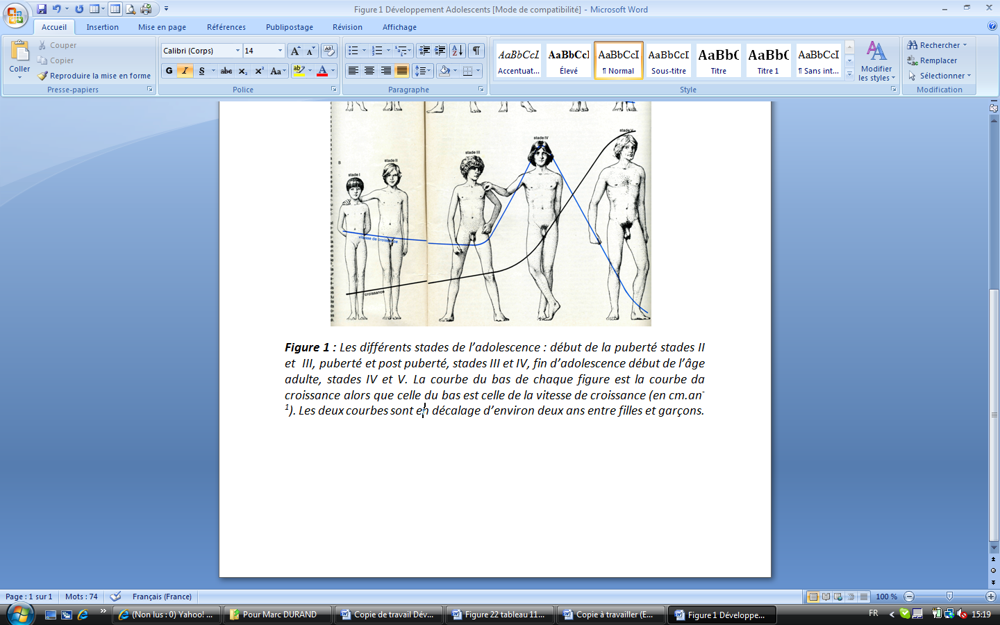 Figure 1 Développement Adolescents [Mode de compatibilité] - Microsoft Word
Accueil Insertion Mise en page Références Publipostage Révision Affichage
Coller
Couper
Copier
Reproduire la mise en forme
Presse-papiers
Calibri (Corps) 14
G I S abc x₂ x² Aa
Police
Paragraphe
AaBbCcI AaBbCcI AaBbCcI AaBbCcI AaBbC AaBbC AaBbCcI
Accentuat... Élevé ¶ Normal Sous-titre Titre Titre 1 ¶ Sans int...
Style
Modifier
les styles
Rechercher
Remplacer
Sélectionner
Modification
B
stade I
stade II
stade III
stade IV
stade V
vitesse de croissance
croissance
Figure 1 : Les différents stades de l’adolescence : début de la puberté stades II
et III, puberté et post puberté, stades III et IV, fin d’adolescence début de l’âge
adulte, stades IV et V. La courbe du bas de chaque figure est la courbe da
croissance alors que celle du bas est celle de la vitesse de croissance (en cm.an-
1). Les deux courbes sont en décalage d’environ deux ans entre filles et garçons.
Page : 1 sur 1 Mots : 74 Français (France) 100 %
(Non lus : 0) Yahoo! ... Pour Marc DURAND Copie de travail Dév... Figure 22 tableau 11... Copie à travailler (E... Figure 1 Développe... FR 15:19